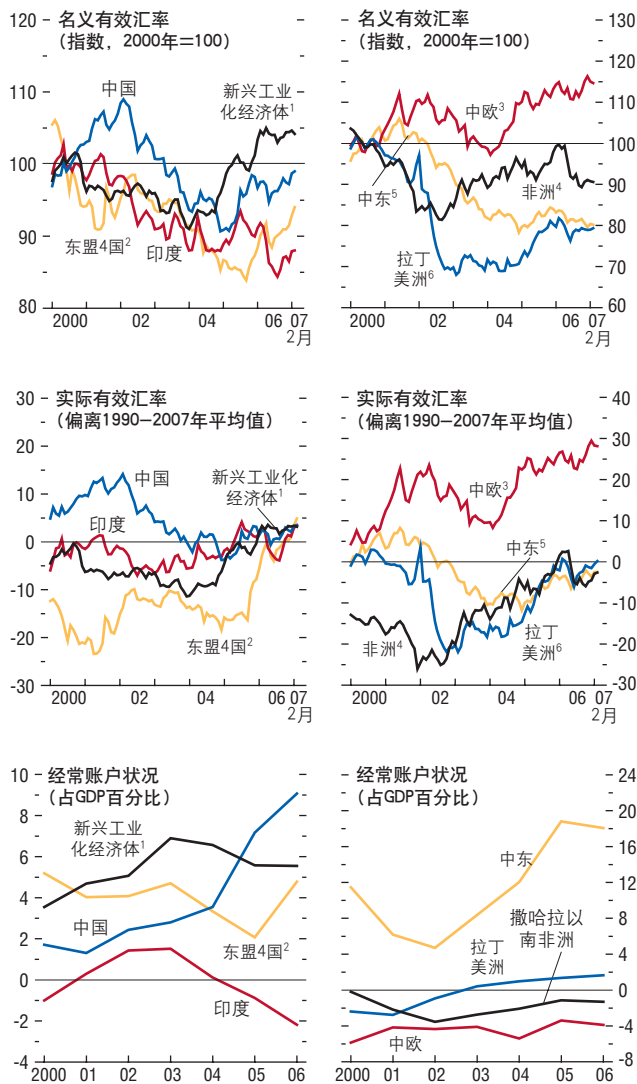 名义有效汇率
(指数，2000年=100)
120
110
100
90
80
中国
新兴工业
化经济体1
东盟4国2
印度
2000 02 04 06 07
2月
名义有效汇率
(指数，2000年=100)
130
120
110
100
90
80
70
60
中欧3
中东5
非洲4
拉丁
美洲6
2000 02 04 06 07
2月
实际有效汇率
(偏离1990–2007年平均值)
30
20
10
0
-10
-20
-30
中国
新兴工业化
经济体1
印度
东盟4国2
2000 02 04 06 07
2月
实际有效汇率
(偏离1990–2007年平均值)
40
30
20
10
0
-10
-20
-30
中欧3
中东5
非洲4
拉丁
美洲6
2000 02 04 06 07
2月
经常账户状况
(占GDP百分比)
10
8
6
4
2
0
-2
-4
新兴工业
化经济体1
中国
东盟4国2
印度
2000 01 02 03 04 05 06
经常账户状况
(占GDP百分比)
24
20
16
12
8
4
0
-4
-8
中东
撒哈拉以
南非洲
拉丁
美洲
中欧
2000 01 02 03 04 05 06